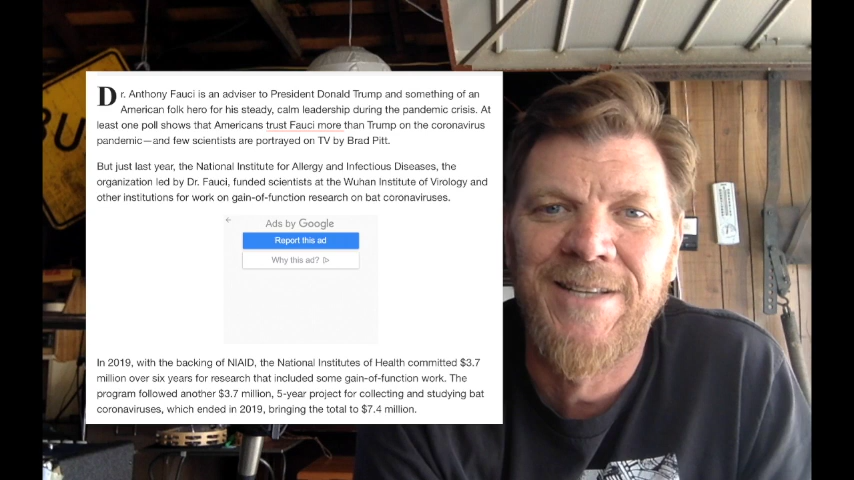 BU
Dr. Anthony Fauci is an adviser to President Donald Trump and something of an
American folk hero for his steady, calm leadership during the pandemic crisis. At
least one poll shows that Americans trust Fauci more than Trump on the coronavirus
pandemic—and few scientists are portrayed on TV by Brad Pitt.
But just last year, the National Institute for Allergy and Infectious Diseases, the
organization led by Dr. Fauci, funded scientists at the Wuhan Institute of Virology and
other institutions for work on gain-of-function research on bat coronaviruses.
Ads by Google
Report this ad
Why this ad?
In 2019, with the backing of NIAID, the National Institutes of Health committed $3.7
million over six years for research that included some gain-of-function work. The
program followed another $3.7 million, 5-year project for collecting and studying bat
coronaviruses, which ended in 2019, bringing the total to $7.4 million.